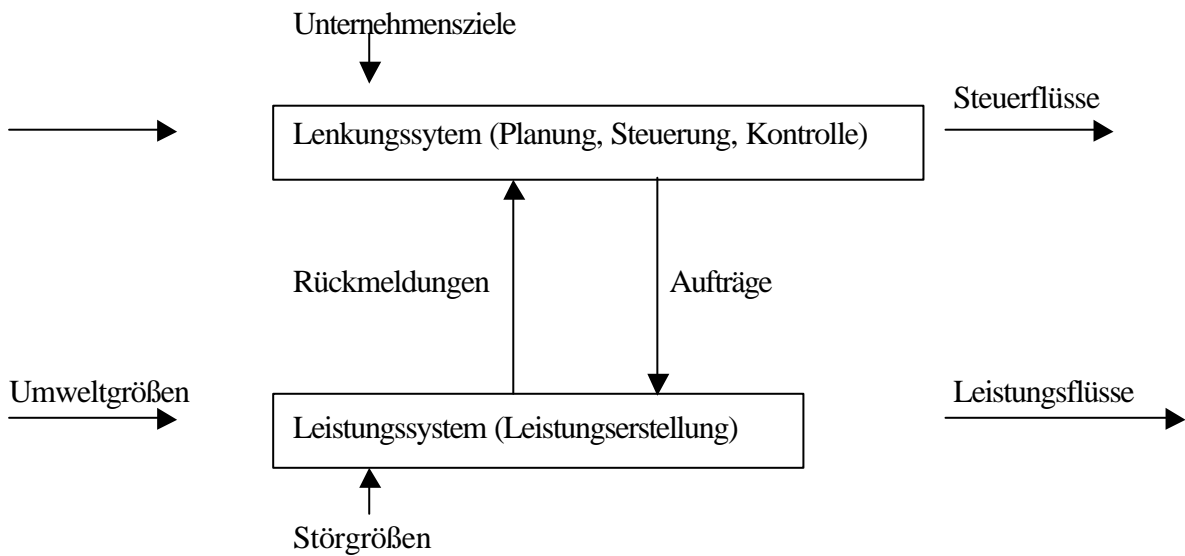 Unternehmensziele
Steuerflüsse
Lenkungssytem (Planung, Steuerung, Kontrolle)
Rückmeldungen
Aufträge
Umweltgrößen
Leistungsflüsse
Leistungssystem (Leistungserstellung)
Störgrößen